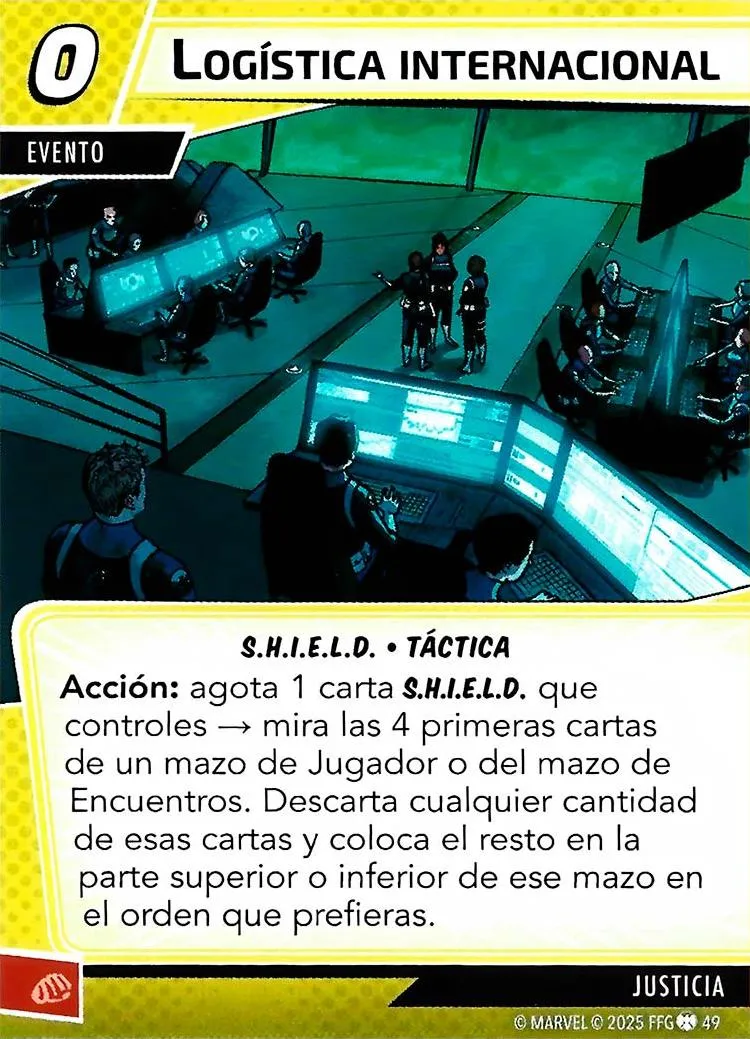 0
LOGÍSTICA INTERNACIONAL
EVENTO
S.H.I.E.L.D. • TÁCTICA
Acción: agota 1 carta S.H.I.E.L.D. que
controles → mira las 4 primeras cartas
de un mazo de Jugador o del mazo de
Encuentros. Descarta cualquier cantidad
de esas cartas y coloca el resto en la
parte superior o inferior de ese mazo en
el orden que prefieras.
JUSTICIA
© MARVEL © 2025 FFG 49